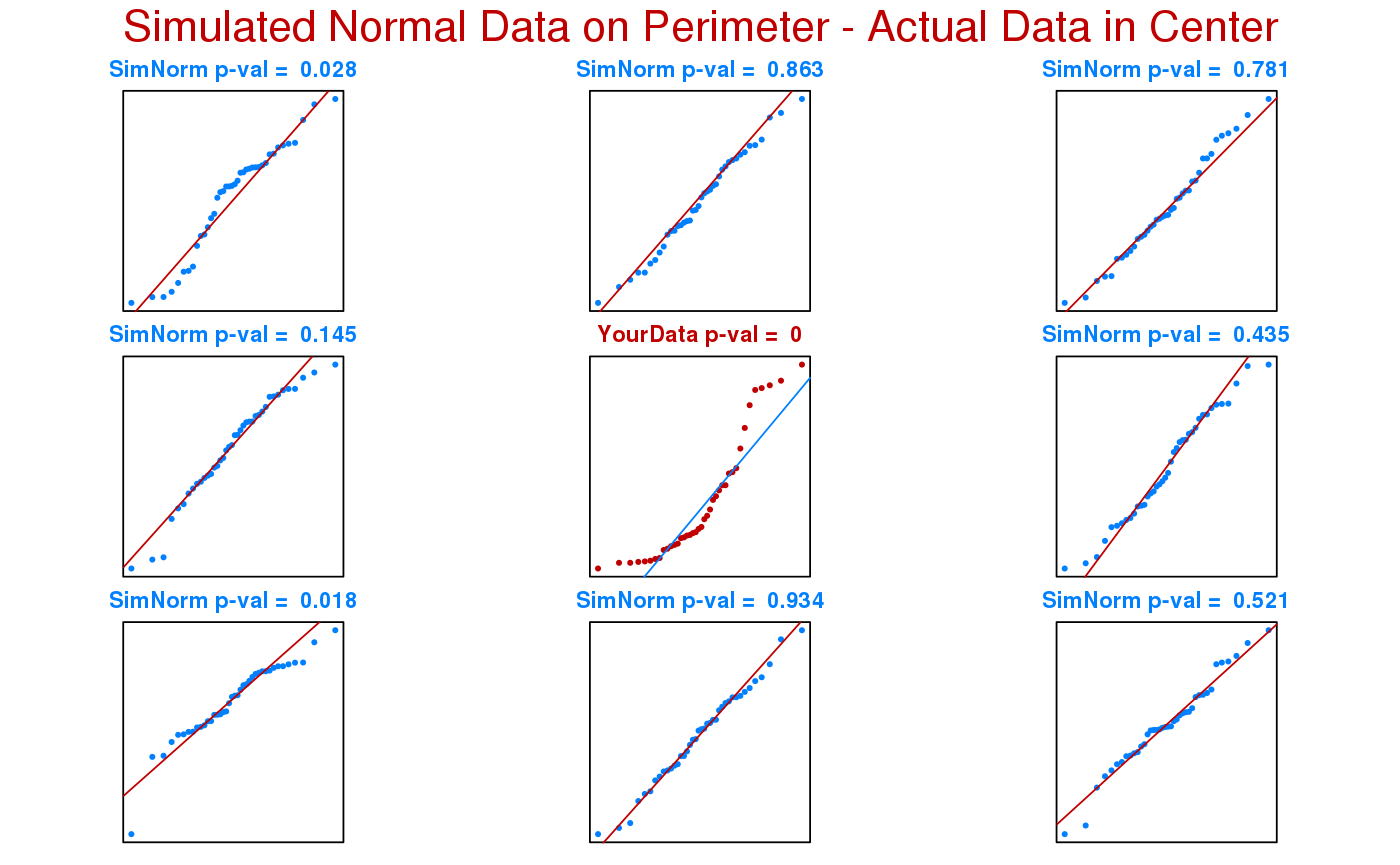 Simulated Normal Data on Perimeter - Actual Data in Center
SimNorm p-val =  0.028
SimNorm p-val =  0.863
SimNorm p-val =  0.781
SimNorm p-val =  0.145
YourData p-val =  0
SimNorm p-val =  0.435
SimNorm p-val =  0.018
SimNorm p-val =  0.934
SimNorm p-val =  0.521